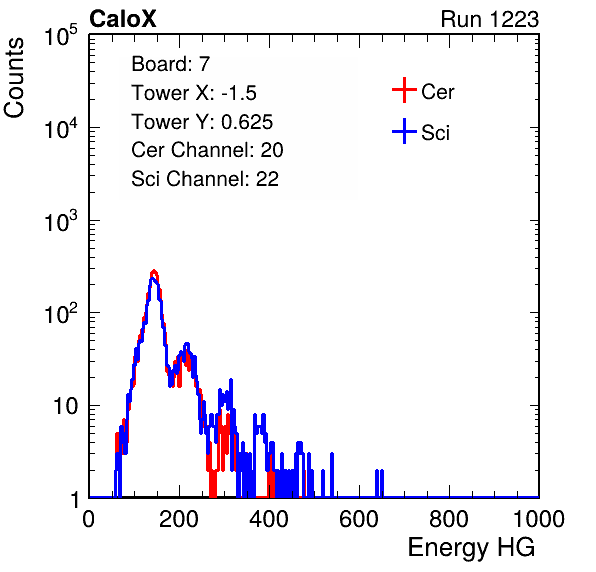 CaloX Run 1223
Counts
Board: 7
Tower X: -1.5
Tower Y: 0.625
Cer Channel: 20
Sci Channel: 22
Cer
Sci
10^5
10^4
10^3
10^2
10
1
0 200 400 600 800 1000
Energy HG